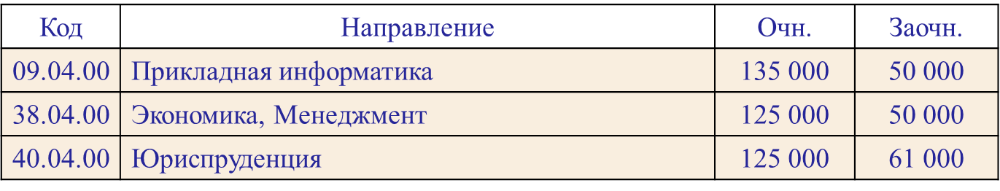 Код Направление Очн. Заочн.
09.04.00 Прикладная информатика 135 000 50 000
38.04.00 Экономика, Менеджмент 125 000 50 000
40.04.00 Юриспруденция 125 000 61 000